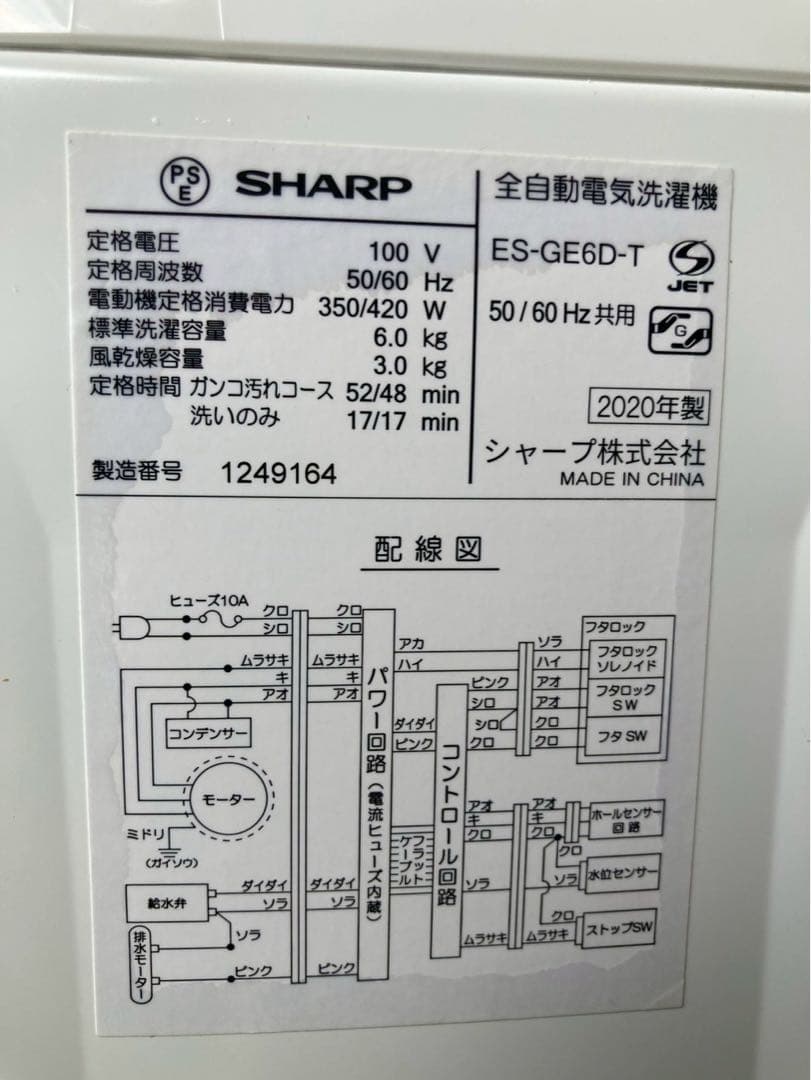 PSE SHARP
定格電圧 100 V
定格周波数 50/60 Hz
電動機定格消費電力 350/420 W
標準洗濯容量 6.0 kg
風乾燥容量 3.0 kg
定格時間 ガンコ汚れコース 52/48 min
洗いのみ 17/17 min
製造番号 1249164
全自動電気洗濯機
ES-GE6D-T
JET
50/60Hz共用
G
2020年製
シャープ株式会社
MADE IN CHINA
配線図
ヒューズ10A
クロ クロ
シロ シロ
ムラサキ ムラサキ
キ キ
アオ アオ
コンデンサー
モーター
ミドリ
(ガイソウ)
給水弁
ダイダイ ダイダイ
ソラ ソラ
ソラ
排水モーター
ピンク ピンク
パワー回路(電流ヒューズ内蔵)
アカ
ハイ
ダイダイ
ピンク
フラットケーブル
コントロール回路
ピンク
シロ
シロ
クロ
ソラ
ハイ
アオ
アオ
クロ
クロ
フタロック
フタロック
ソレノイド
フタロック
SW
フタSW
アオ アオ
キ キ
クロ クロ
ホールセンサー
回路
クロ
ソラ ソラ
水位センサー
クロ
ムラサキ ムラサキ
ストップSW